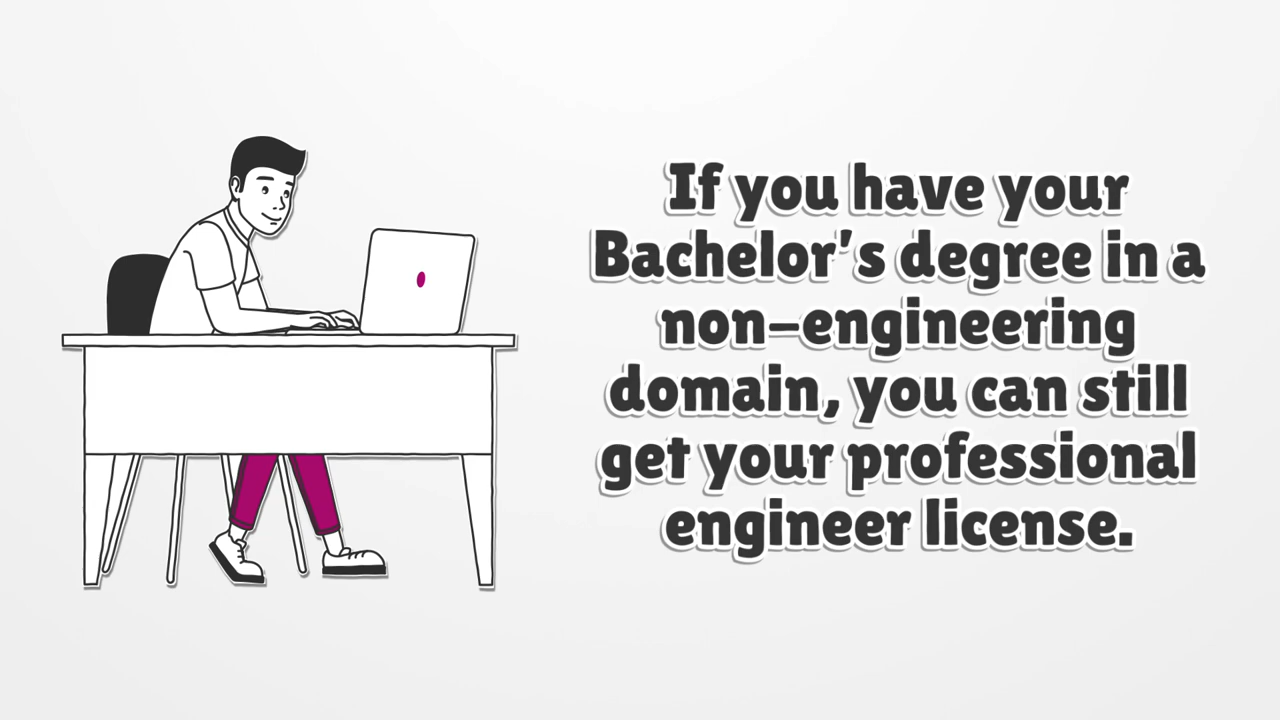 If you have your
Bachelor's degree in a
non-engineering
domain, you can still
get your professional
engineer license.